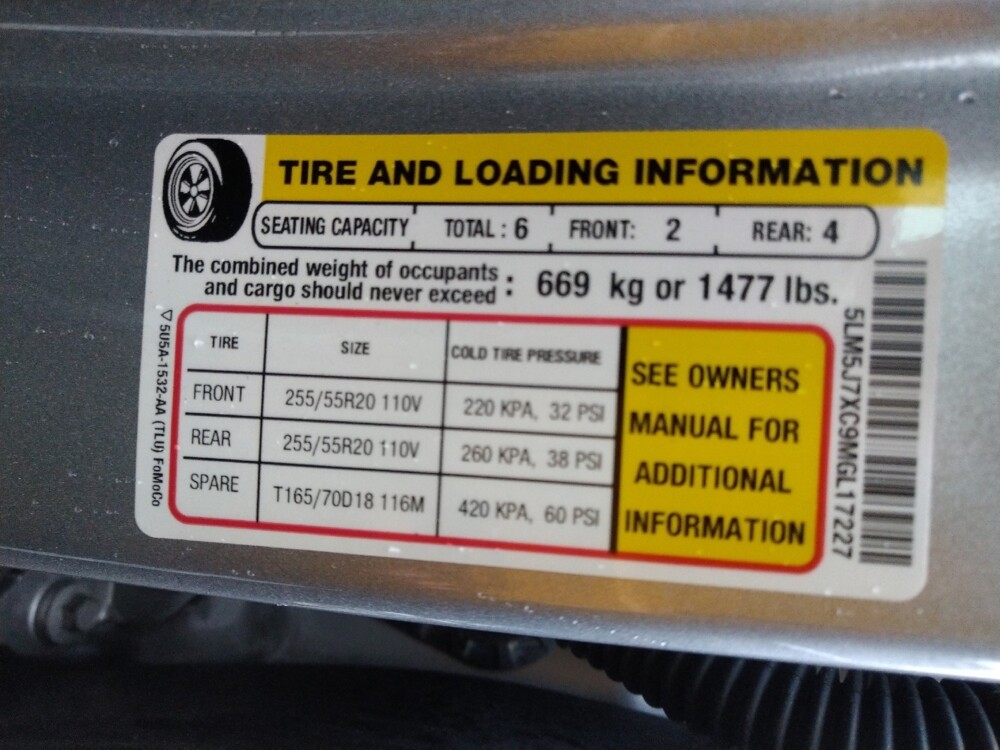 TIRE AND LOADING INFORMATION
SEATING CAPACITY TOTAL : 6 FRONT: 2 REAR: 4
The combined weight of occupants
and cargo should never exceed : 669 kg or 1477 lbs.
TIRE SIZE COLD TIRE PRESSURE
FRONT 255/55R20 110V 220 KPA, 32 PSI
REAR 255/55R20 110V 260 KPA, 38 PSI
SPARE T165/70D18 116M 420 KPA, 60 PSI
SEE OWNERS
MANUAL FOR
ADDITIONAL
INFORMATION
▽5U5A-1532-AA (TLU) FoMoCo
5LM5J7XC9MGL17227